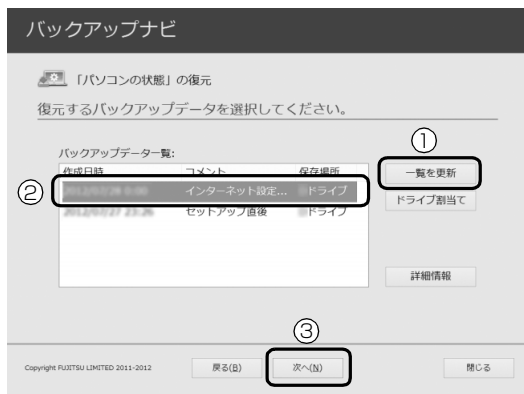 バックアップナビ
「パソコンの状態」の復元
復元するバックアップデータを選択してください。
①
バックアップデータ一覧:
作成日時 コメント 保存場所
一覧を更新
②
インターネット設定... ドライブ
ドライブ割当て
セットアップ直後 ドライブ
詳細情報
③
Copyright FUJITSU LIMITED 2011-2012
戻る(B)
次へ(N)
閉じる